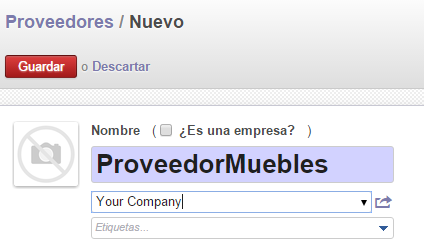 Proveedores / Nuevo
Guardar o Descartar
Nombre ( ¿Es una empresa? )
ProveedorMuebles
Your Company
Etiquetas...